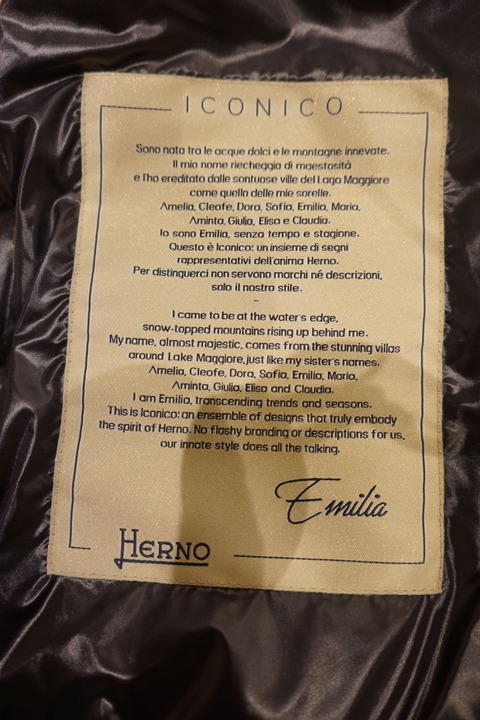 ICONICO
Sono nata tra le acque dolci e le montagne innevate.
Il mio nome riecheggia di maestosità
e l'ho ereditato dalle sontuose ville del Lago Maggiore
come quello delle mie sorelle.
Amelia, Cleofe, Dora, Sofia, Emilia, Maria,
Aminta, Giulia, Elisa e Claudia.
Io sono Emilia, senza tempo e stagione.
Questo è Iconico: un insieme di segni
rappresentativi dell'anima Herno.
Per distinguerci non servono marchi né descrizioni,
solo il nostro stile.
–
I came to be at the water's edge,
snow-topped mountains rising up behind me.
My name, almost majestic, comes from the stunning villas
around Lake Maggiore, just like my sister's names.
Amelia, Cleofe, Dora, Sofia, Emilia, Maria,
Aminta, Giulia, Elisa and Claudia.
I am Emilia, transcending trends and seasons.
This is Iconico: an ensemble of designs that truly embody
the spirit of Herno. No flashy branding or descriptions for us,
our innate style does all the talking.
Emilia
HERNO